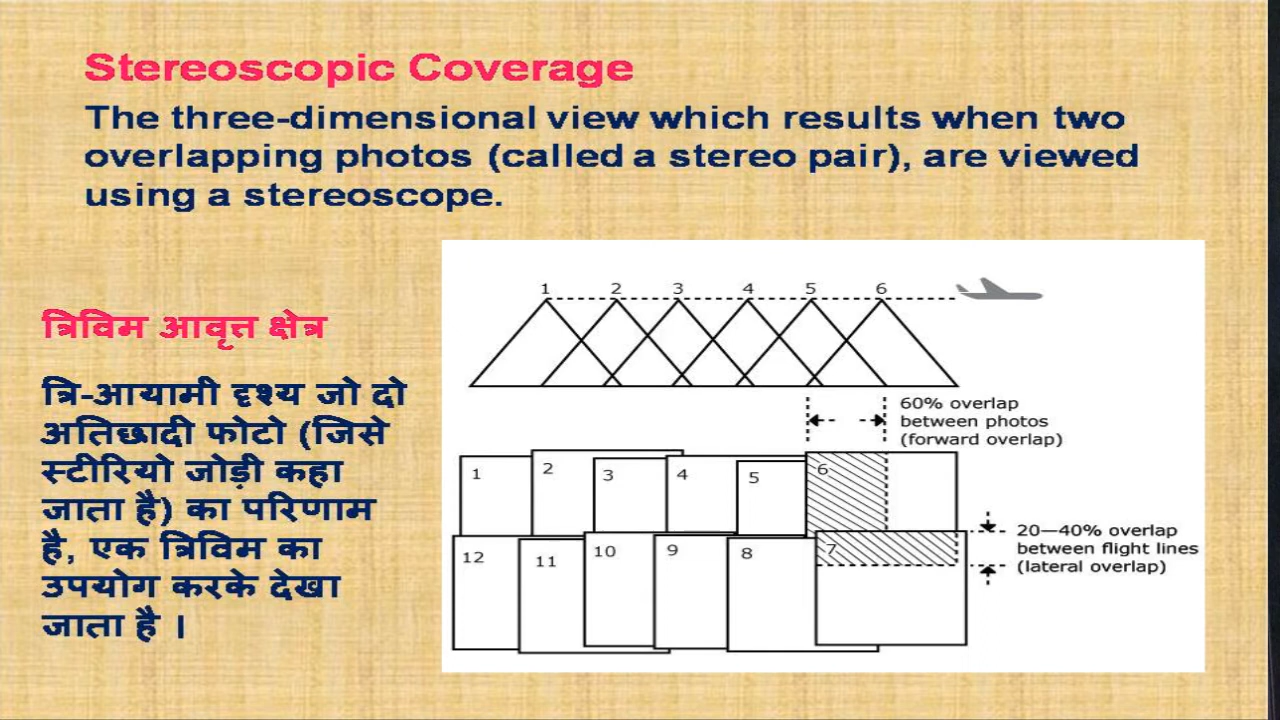 Stereoscopic Coverage
The three-dimensional view which results when two
overlapping photos (called a stereo pair), are viewed
using a stereoscope.
त्रिविम आवृत्त क्षेत्र
त्रि-आयामी दृश्य जो दो
अतिछादी फोटो (जिसे
स्टीरियो जोड़ी कहा
जाता है) का परिणाम
है, एक त्रिविम का
उपयोग करके देखा
जाता है ।
1 2 3 4 5 6
60% overlap
between photos
(forward overlap)
1 2 3 4 5 6
20—40% overlap
between flight lines
(lateral overlap)
12 11 10 9 8 7